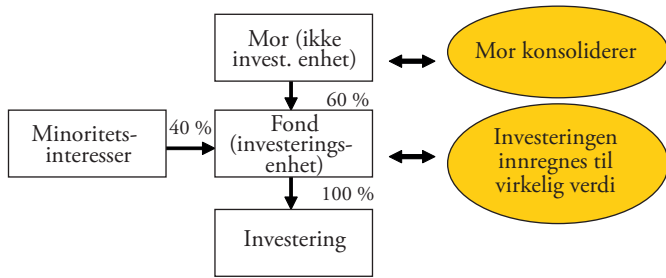 Mor (ikke
invest. enhet)
Mor konsoliderer
60 %
Minoritets-
interesser
40 %
Fond
(investerings-
enhet)
Investeringen
innregnes til
virkelig verdi
100 %
Investering